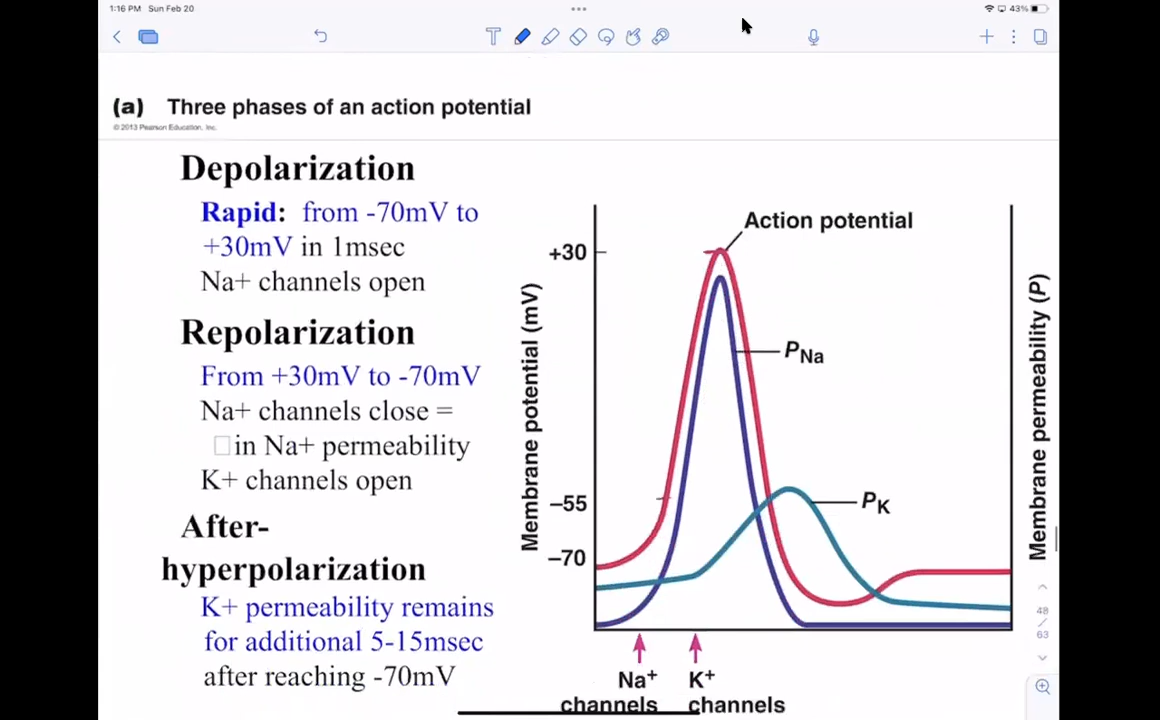 1:16 PM Sun Feb 20
43%
T
(a) Three phases of an action potential
© 2013 Pearson Education, Inc.
Depolarization
Rapid: from -70mV to
+30mV in 1msec
Na+ channels open
Repolarization
From +30mV to -70mV
Na+ channels close =
□in Na+ permeability
K+ channels open
After-
hyperpolarization
K+ permeability remains
for additional 5-15msec
after reaching -70mV
Action potential
+30
PNa
–55
PK
–70
Membrane potential (mV)
Membrane permeability (P)
Na+
channels
K+
channels
48
/
63